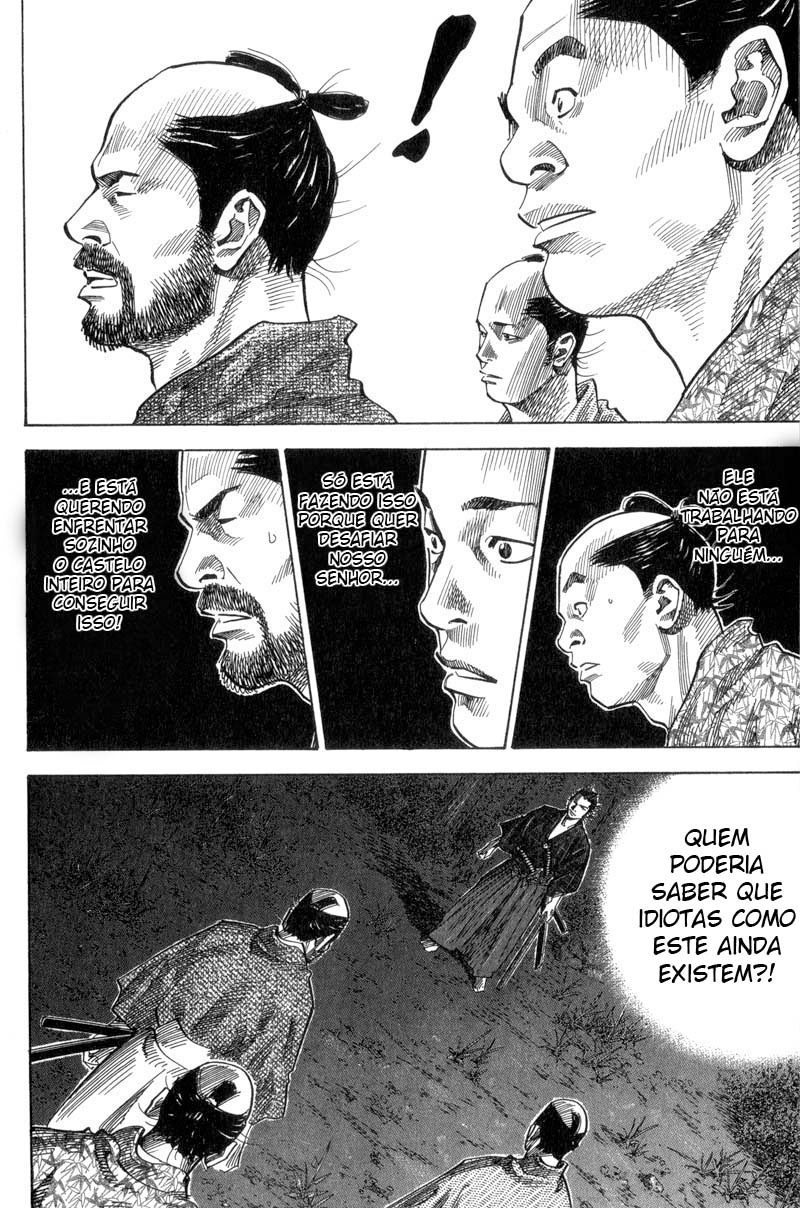 !
ELE
NÃO ESTÁ
TRABALHANDO
PARA
NINGUÉM...
SÓ ESTÁ
FAZENDO ISSO
PORQUE QUER
DESAFIAR
NOSSO
SENHOR...
...E ESTÁ
QUERENDO
ENFRENTAR
SOZINHO
O CASTELO
INTEIRO PARA
CONSEGUIR
ISSO!
QUEM
PODERIA
SABER QUE
IDIOTAS COMO
ESTE AINDA
EXISTEM?!